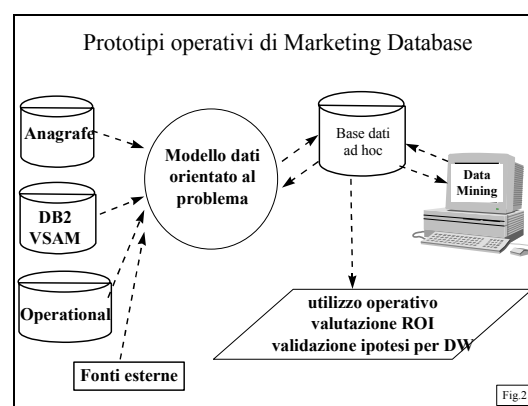 Prototipi operativi di Marketing Database
Anagrafe
DB2
VSAM
Operational
Fonti esterne
Modello dati
orientato al
problema
Base dati
ad hoc
Data
Mining
utilizzo operativo
valutazione ROI
validazione ipotesi per DW
Fig.2